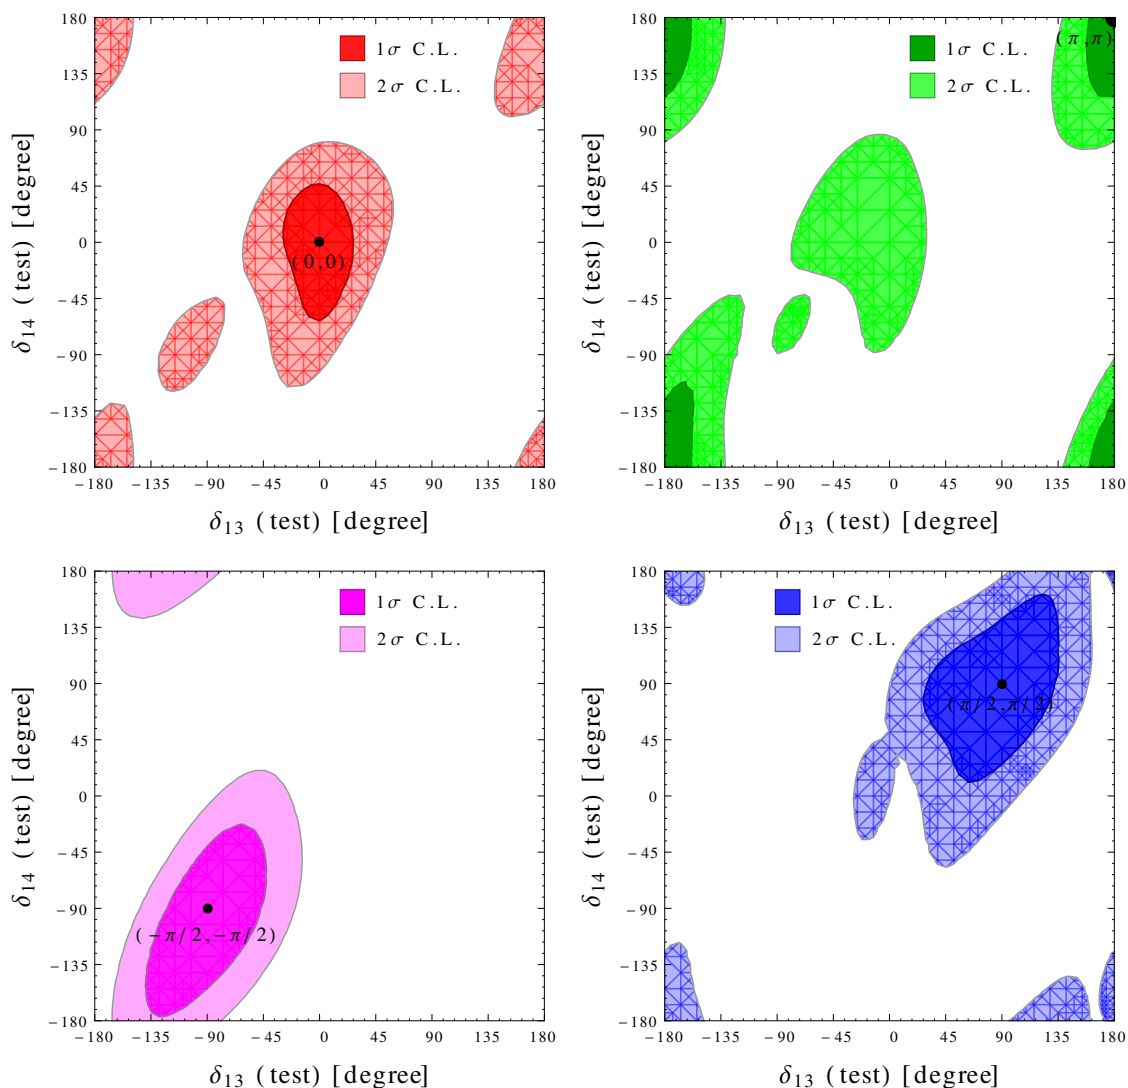 180
135
90
45
0
−45
−90
−135
−180
−180 −135 −90 −45 0 45 90 135 180
δ14 (test) [degree]
δ13 (test) [degree]
1σ C.L.
2σ C.L.
(0,0)
180
135
90
45
0
−45
−90
−135
−180
−180 −135 −90 −45 0 45 90 135 180
δ14 (test) [degree]
δ13 (test) [degree]
1σ C.L.
2σ C.L.
(π,π)
180
135
90
45
0
−45
−90
−135
−180
−180 −135 −90 −45 0 45 90 135 180
δ14 (test) [degree]
δ13 (test) [degree]
1σ C.L.
2σ C.L.
(−π/2,−π/2)
180
135
90
45
0
−45
−90
−135
−180
−180 −135 −90 −45 0 45 90 135 180
δ14 (test) [degree]
δ13 (test) [degree]
1σ C.L.
2σ C.L.
(π/2,π/2)